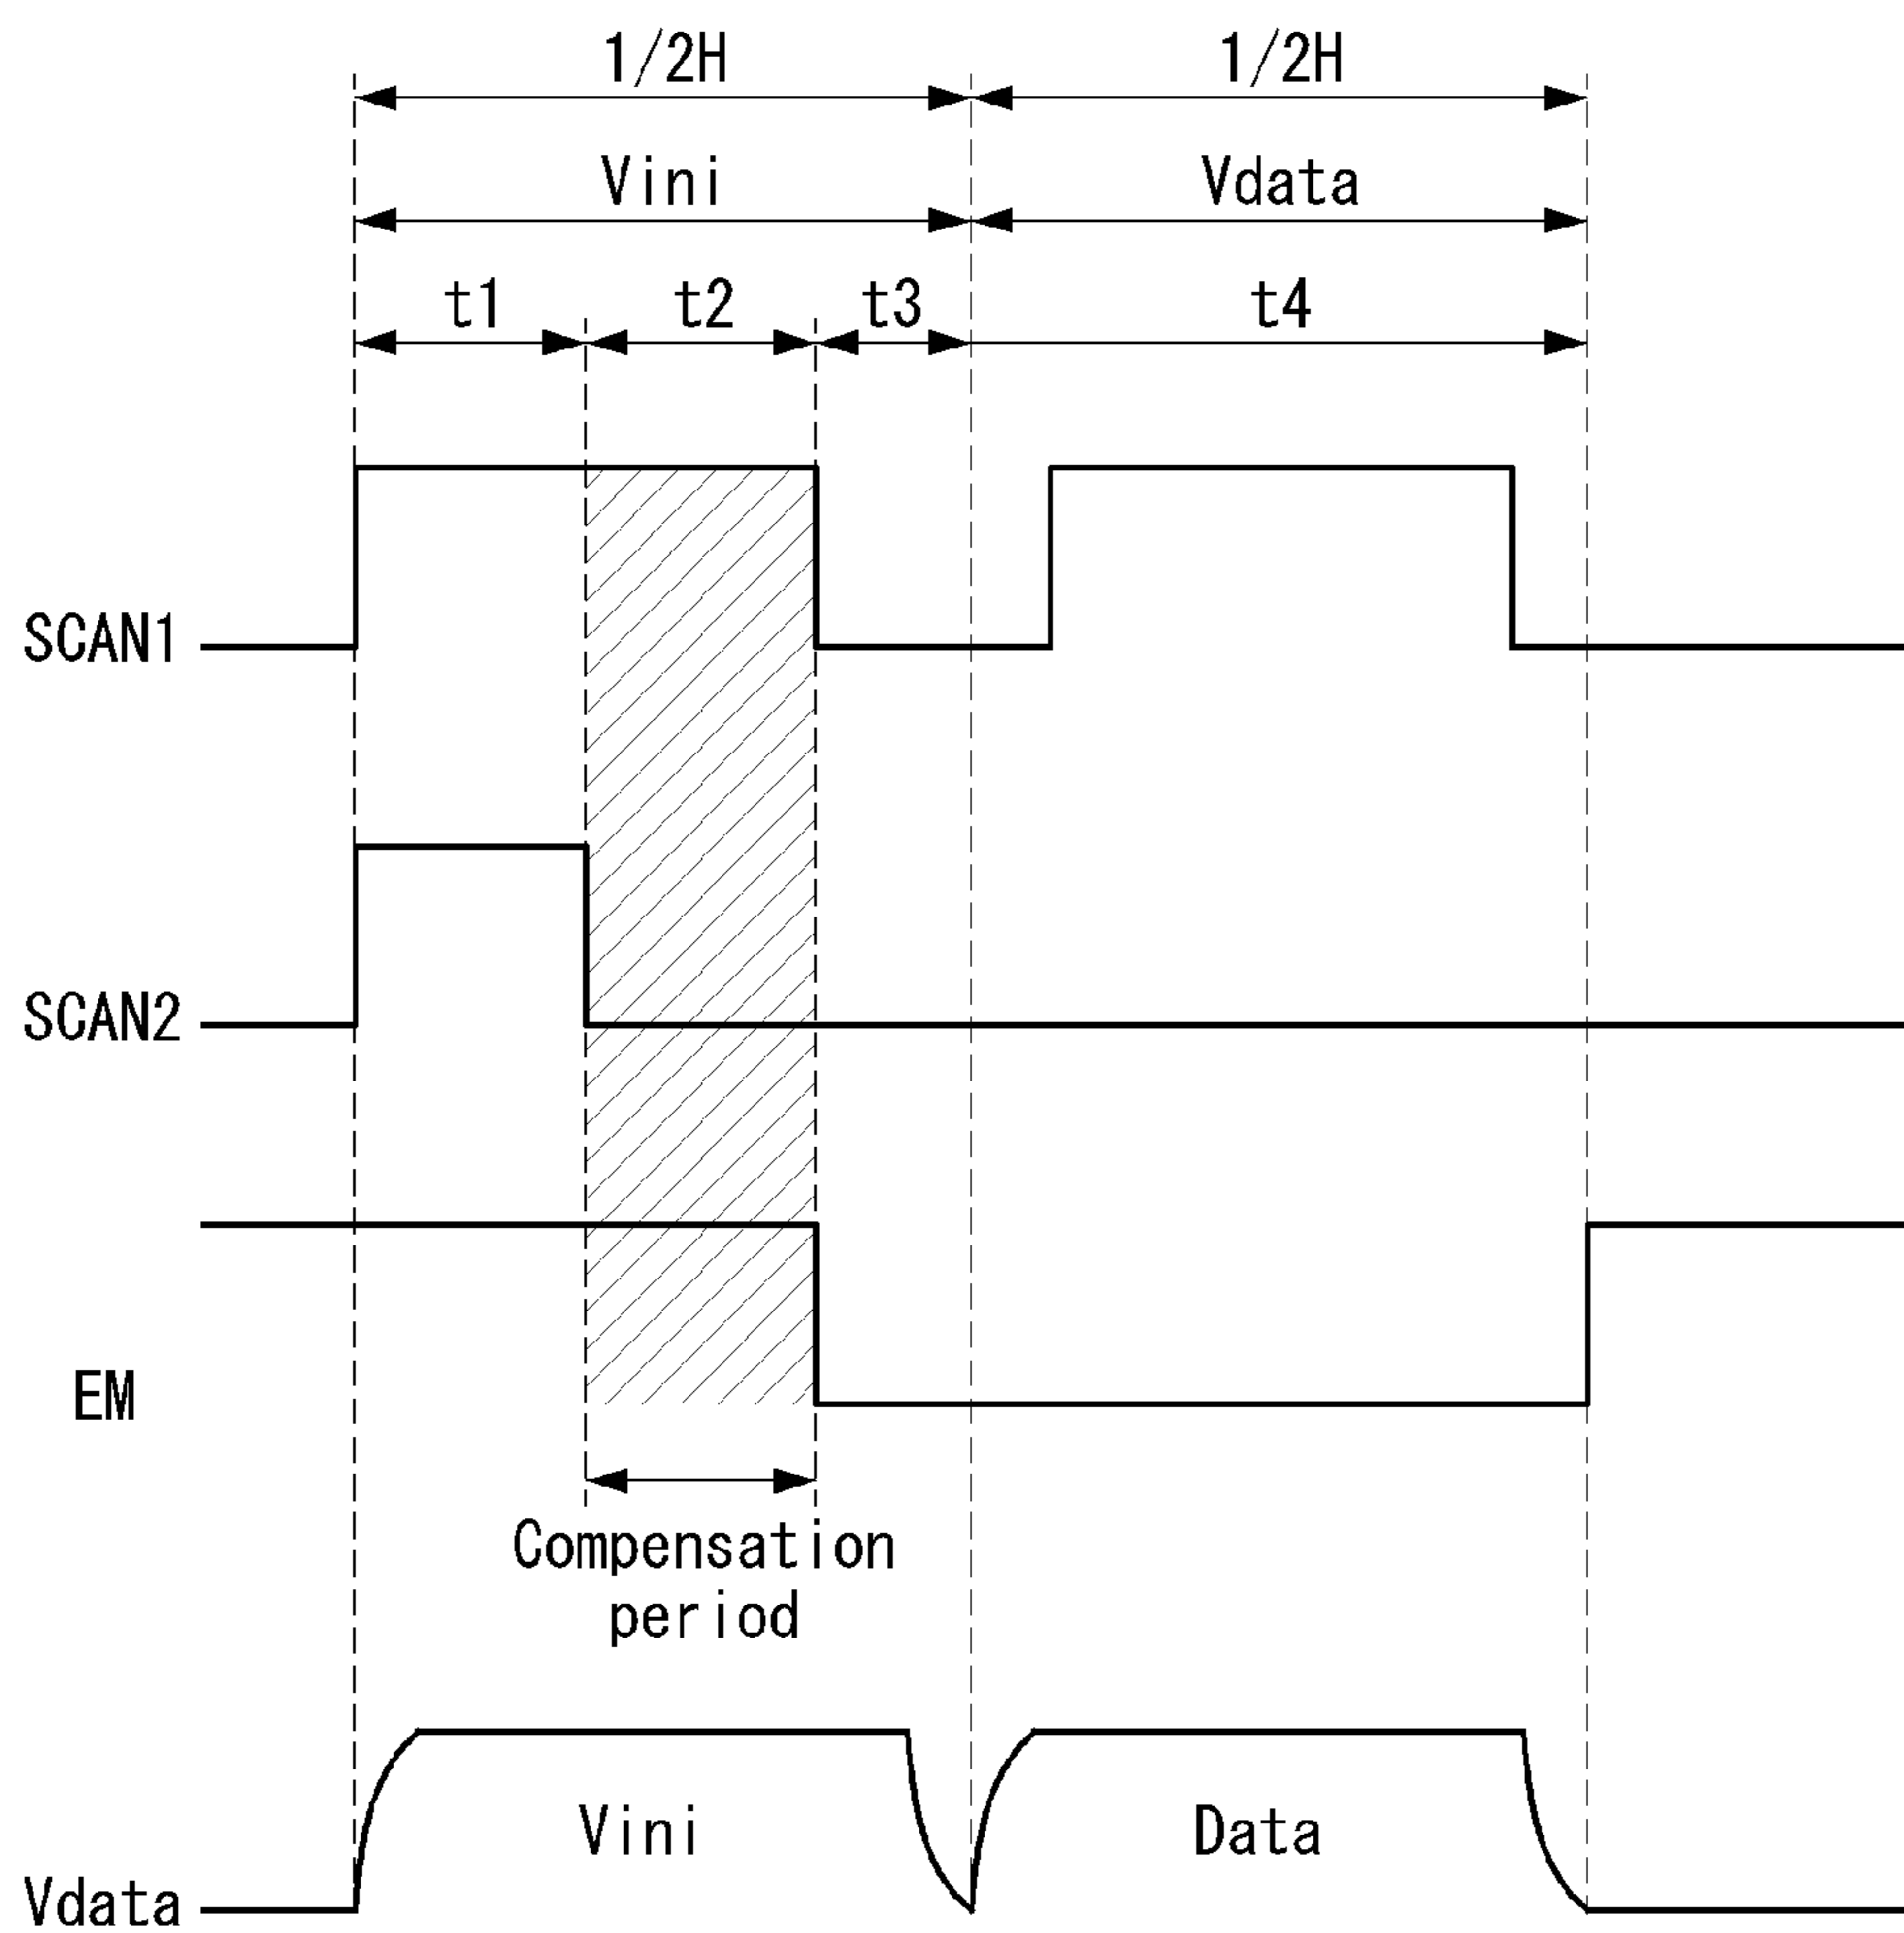 1/2H 1/2H
Vini Vdata
t1 t2 t3 t4
SCAN1
SCAN2
EM
Compensation
period
Vini Data
Vdata